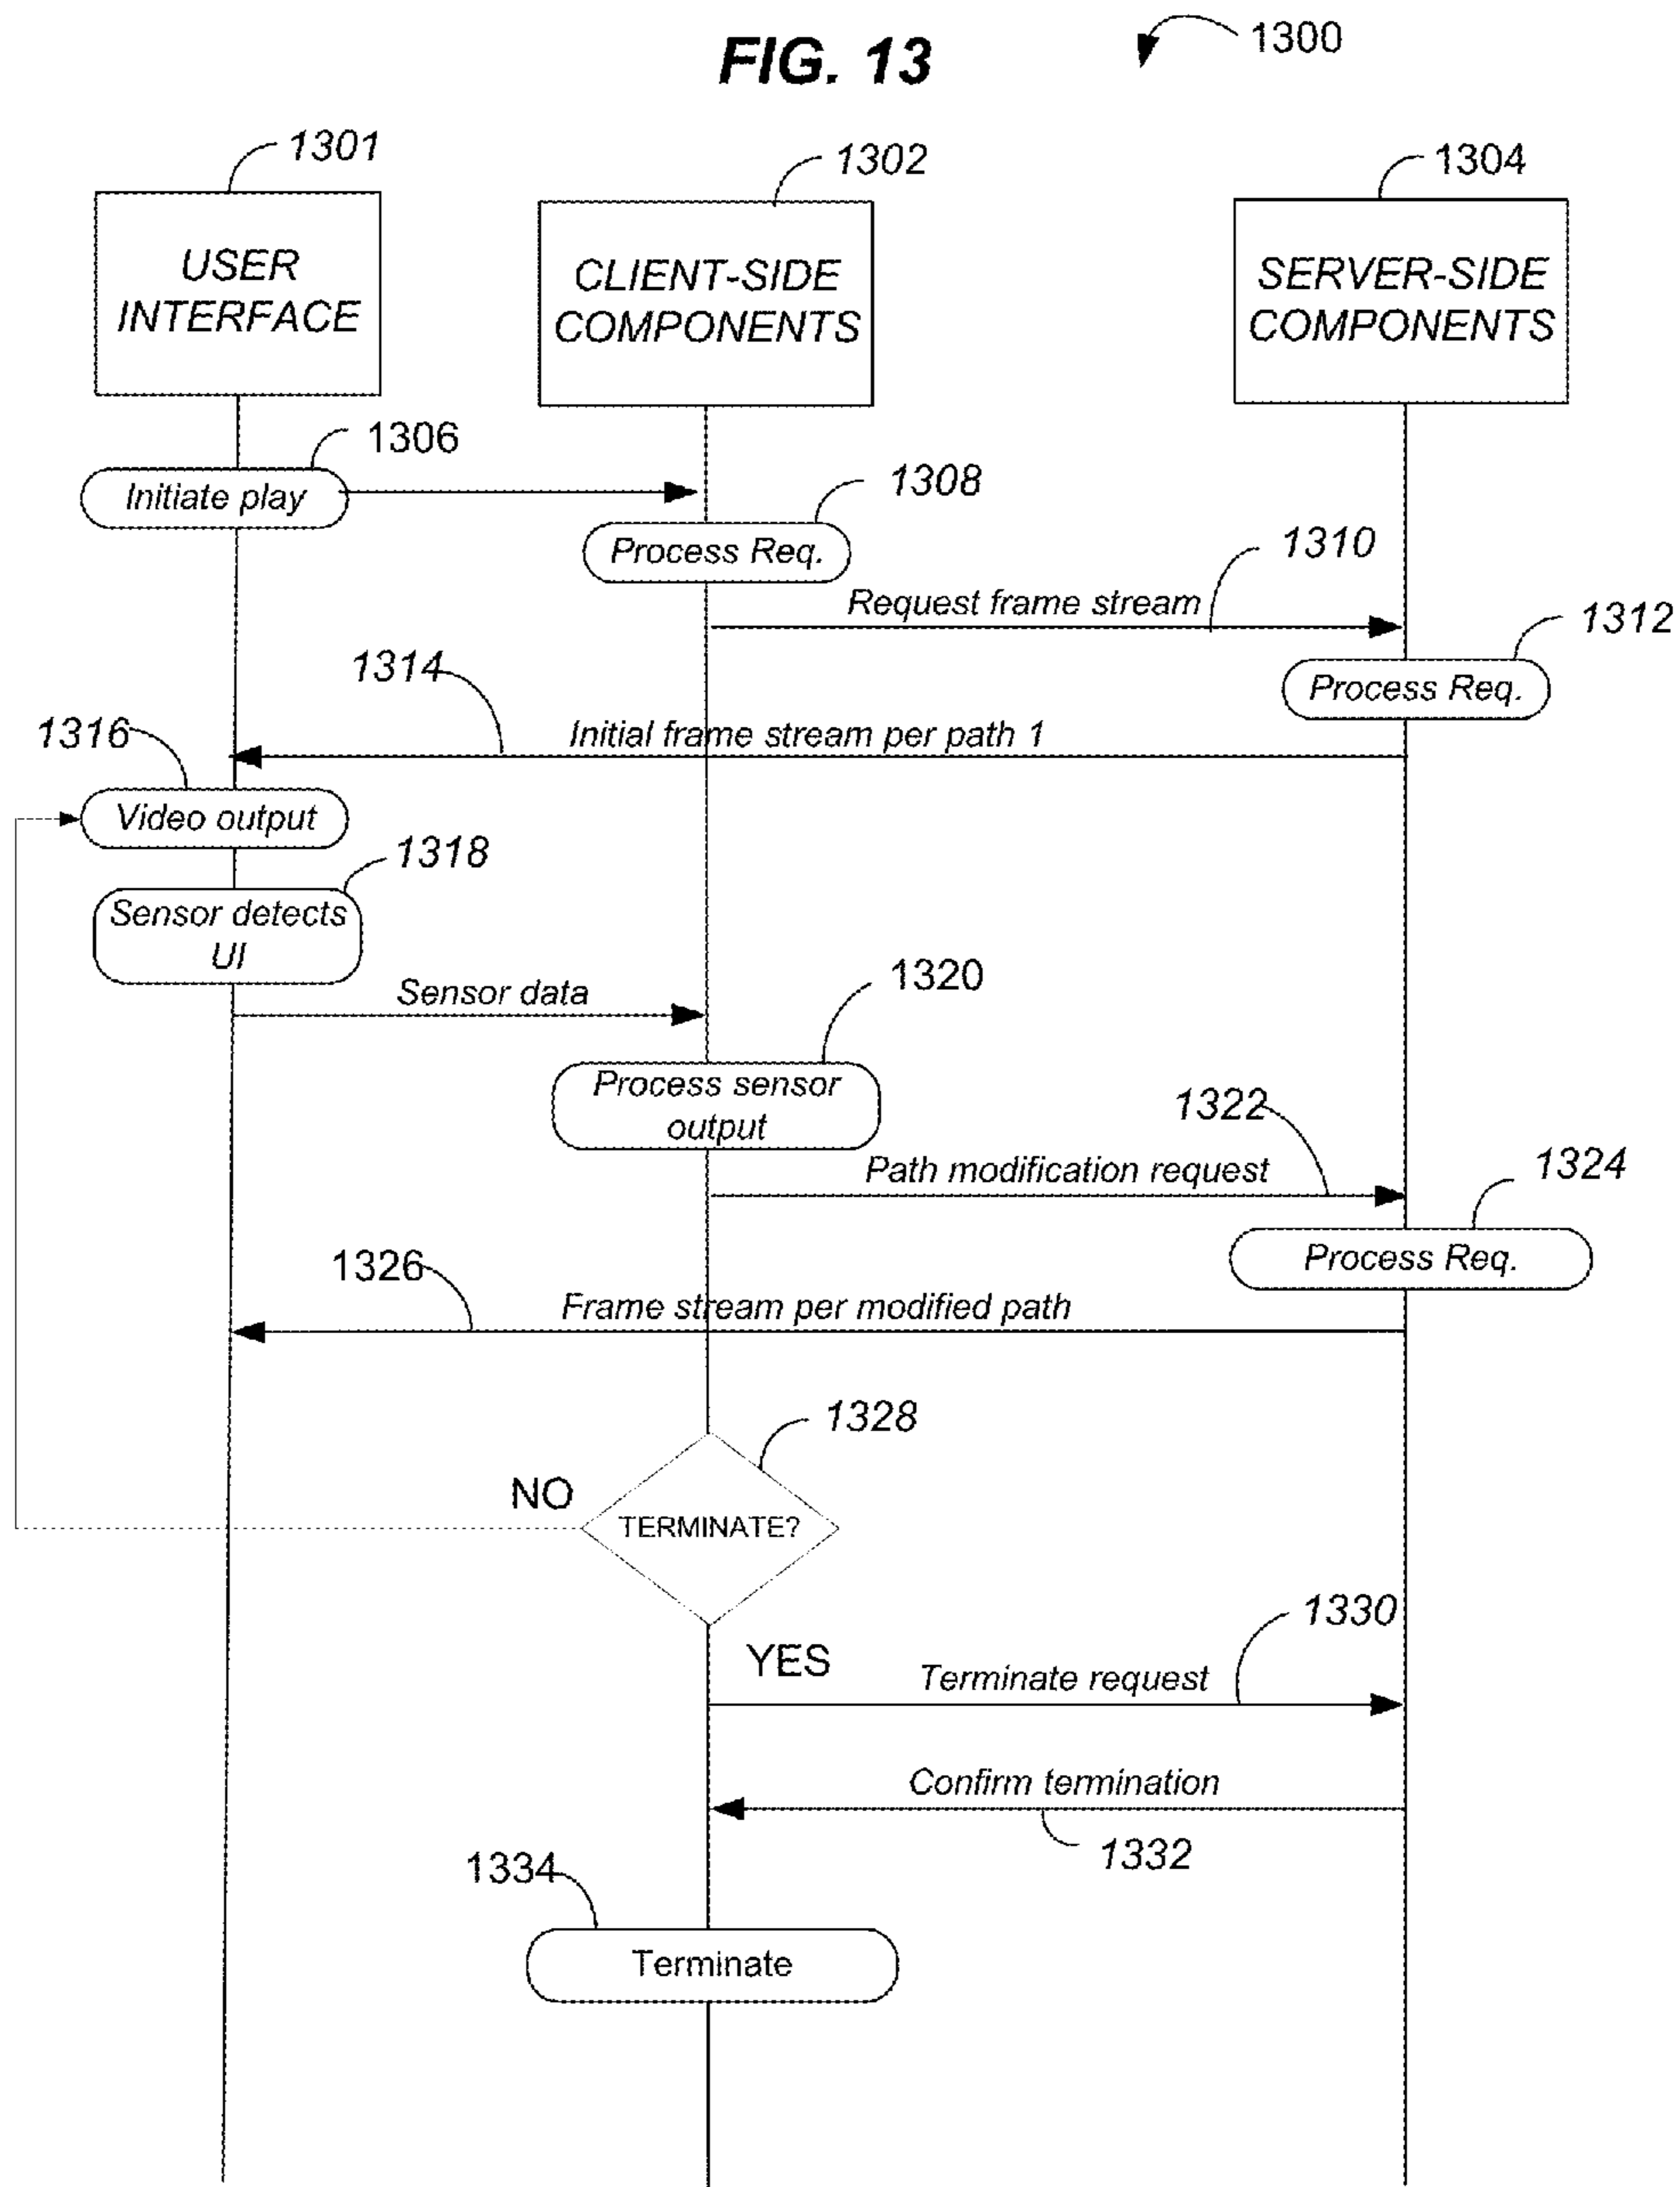 FIG. 13
1300
1301
1302
1304
USER
INTERFACE
CLIENT-SIDE
COMPONENTS
SERVER-SIDE
COMPONENTS
1306
Initiate play
1308
Process Req.
1310
Request frame stream
1312
Process Req.
1314
Initial frame stream per path 1
1316
Video output
1318
Sensor detects
UI
Sensor data
1320
Process sensor
output
1322
Path modification request
1324
Process Req.
1326
Frame stream per modified path
1328
NO
TERMINATE?
YES
1330
Terminate request
Confirm termination
1332
1334
Terminate